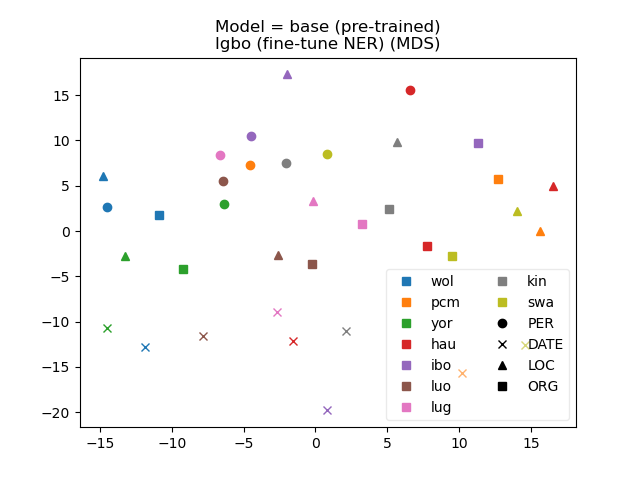 Model = base (pre-trained)
Igbo (fine-tune NER) (MDS)
15
10
5
0
−5
−10
−15
−20
−15
−10
−5
0
5
10
15
wol
pcm
yor
hau
ibo
luo
lug
kin
swa
PER
DATE
LOC
ORG